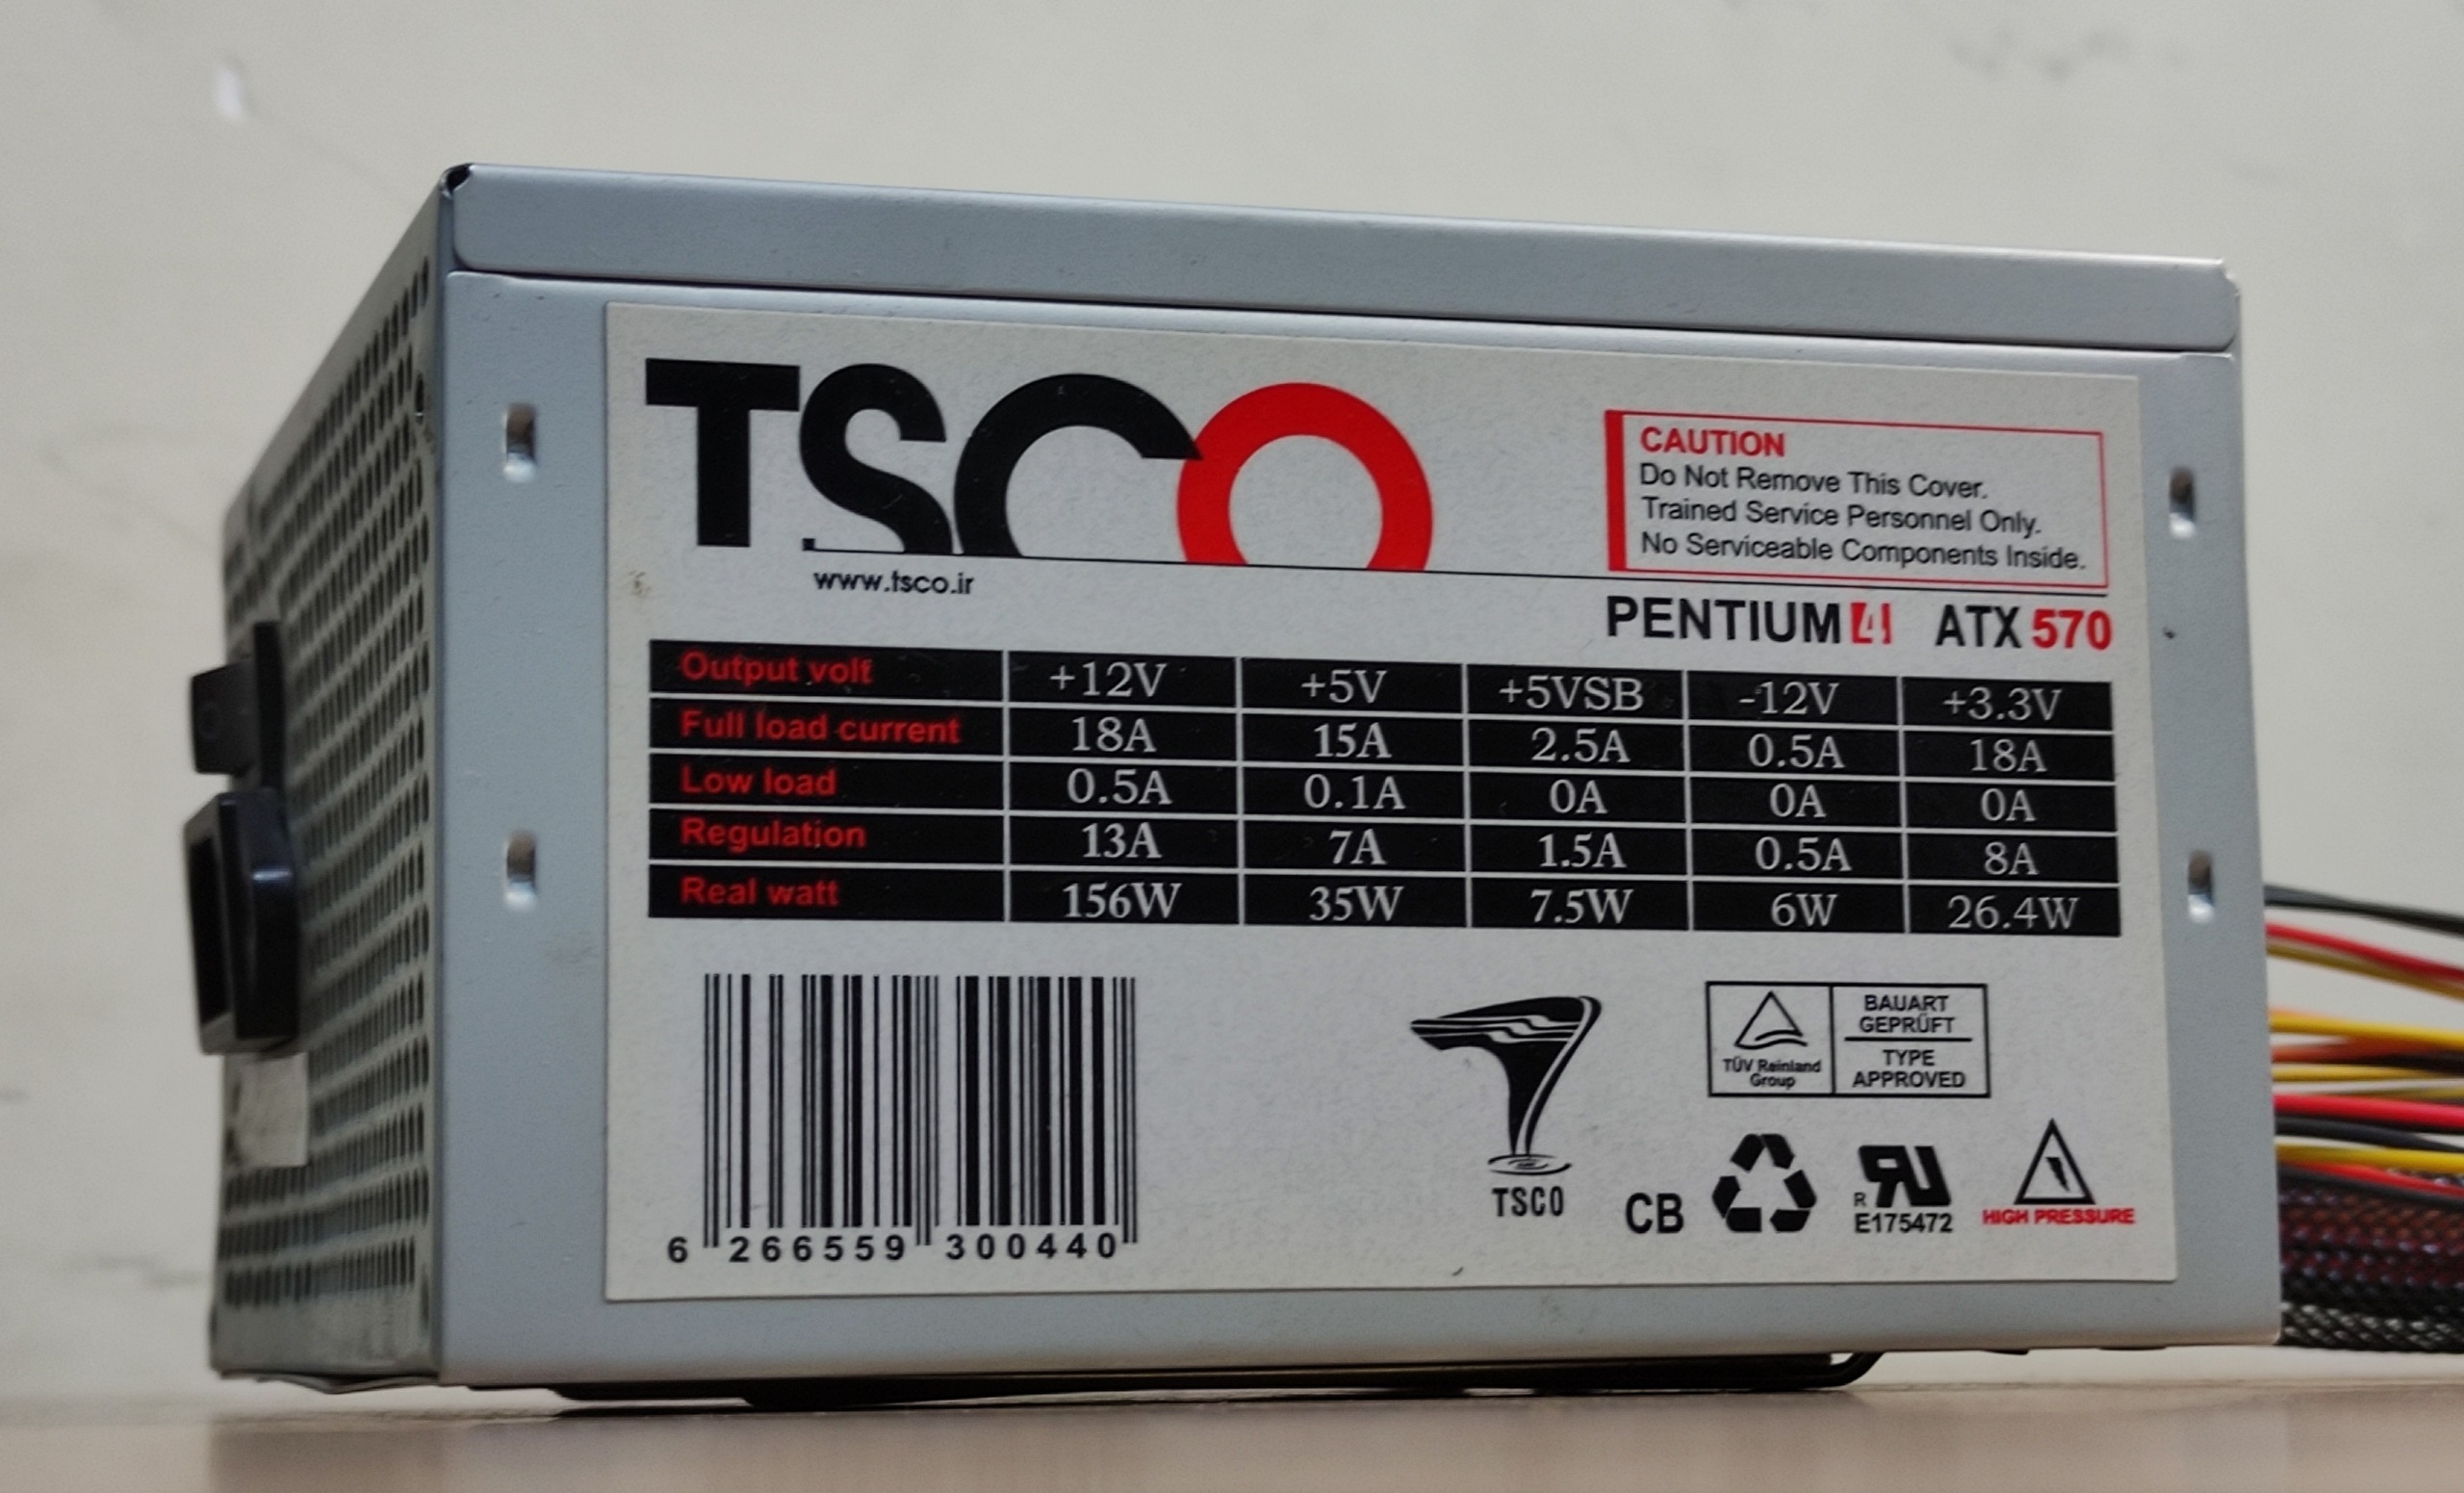 TSCO
www.tsco.ir
CAUTION
Do Not Remove This Cover.
Trained Service Personnel Only.
No Serviceable Components Inside.
PENTIUM 4 ATX 570
Output volt +12V +5V +5VSB -12V +3.3V
Full load current 18A 15A 2.5A 0.5A 18A
Low load 0.5A 0.1A 0A 0A 0A
Regulation 13A 7A 1.5A 0.5A 8A
Real watt 156W 35W 7.5W 6W 26.4W
6 266559 300440
TSCO
TÜV Reinland
Group
BAUART
GEPRÜFT
TYPE
APPROVED
CB
R
E175472
HIGH PRESSURE